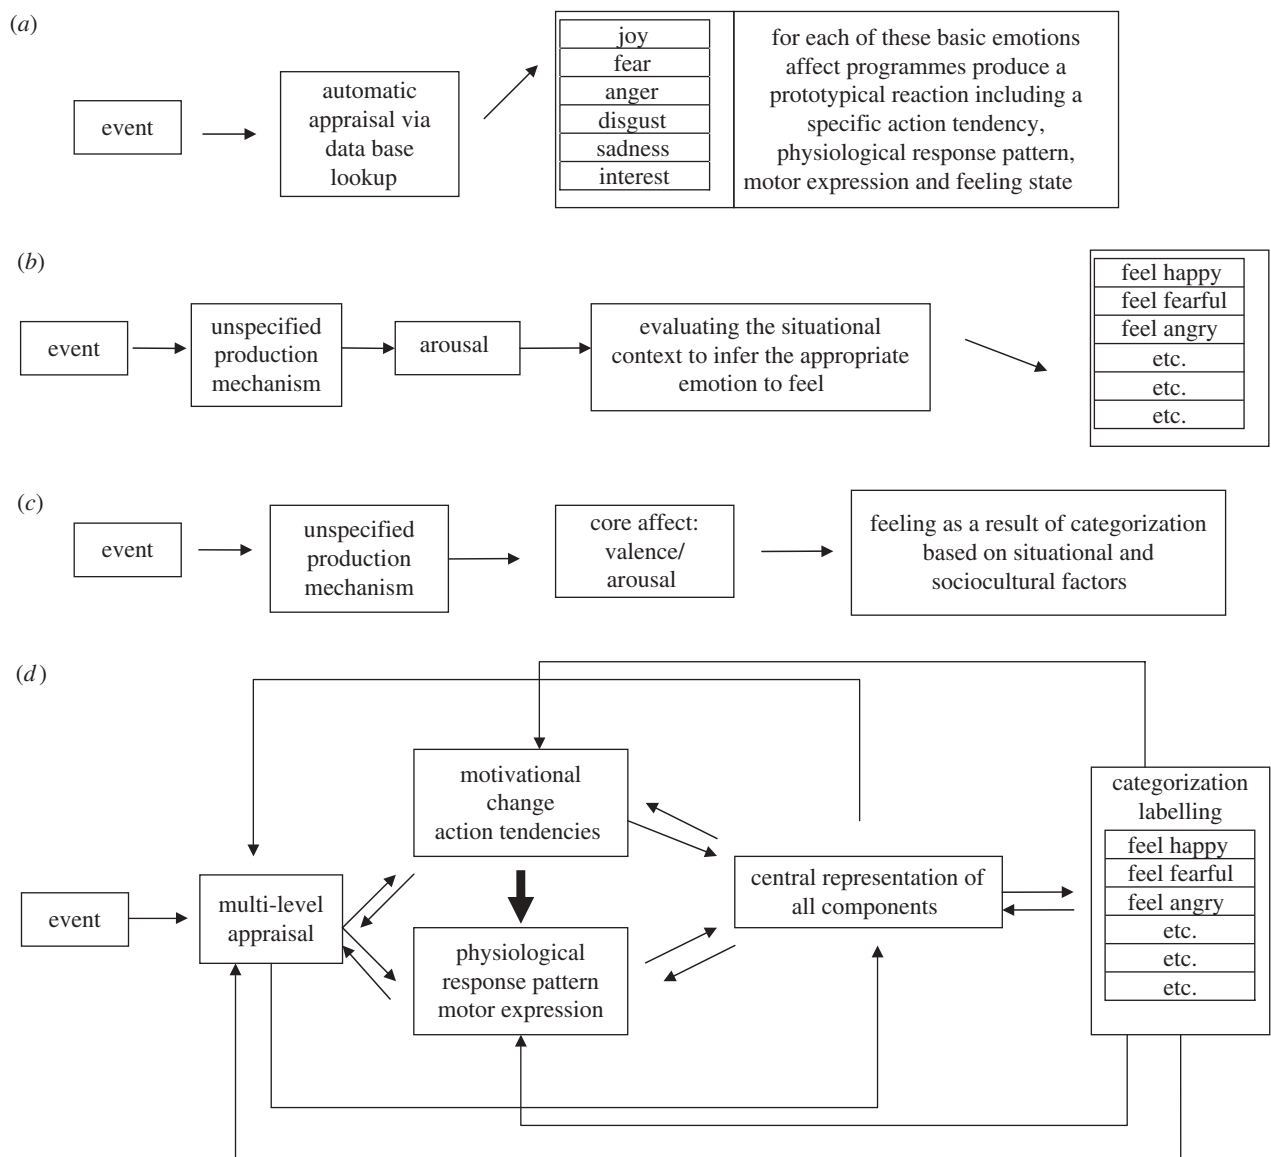 (a)
event
automatic
appraisal via
data base
lookup
joy
fear
anger
disgust
sadness
interest
for each of these basic emotions
affect programmes produce a
prototypical reaction including a
specific action tendency,
physiological response pattern,
motor expression and feeling state
(b)
event
unspecified
production
mechanism
arousal
evaluating the situational
context to infer the appropriate
emotion to feel
feel happy
feel fearful
feel angry
etc.
etc.
etc.
(c)
event
unspecified
production
mechanism
core affect:
valence/
arousal
feeling as a result of categorization
based on situational and
sociocultural factors
(d)
event
multi-level
appraisal
motivational
change
action tendencies
physiological
response pattern
motor expression
central representation of
all components
categorization
labelling
feel happy
feel fearful
feel angry
etc.
etc.
etc.